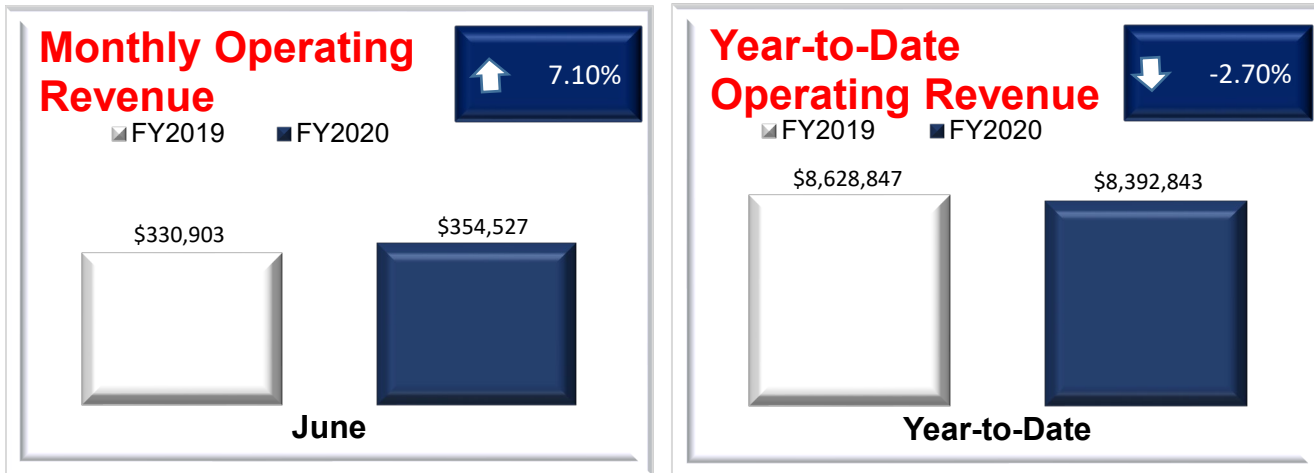 Monthly Operating
Revenue
7.10%
FY2019 FY2020
$330,903
$354,527
June
Year-to-Date
Operating Revenue
-2.70%
FY2019 FY2020
$8,628,847
$8,392,843
Year-to-Date